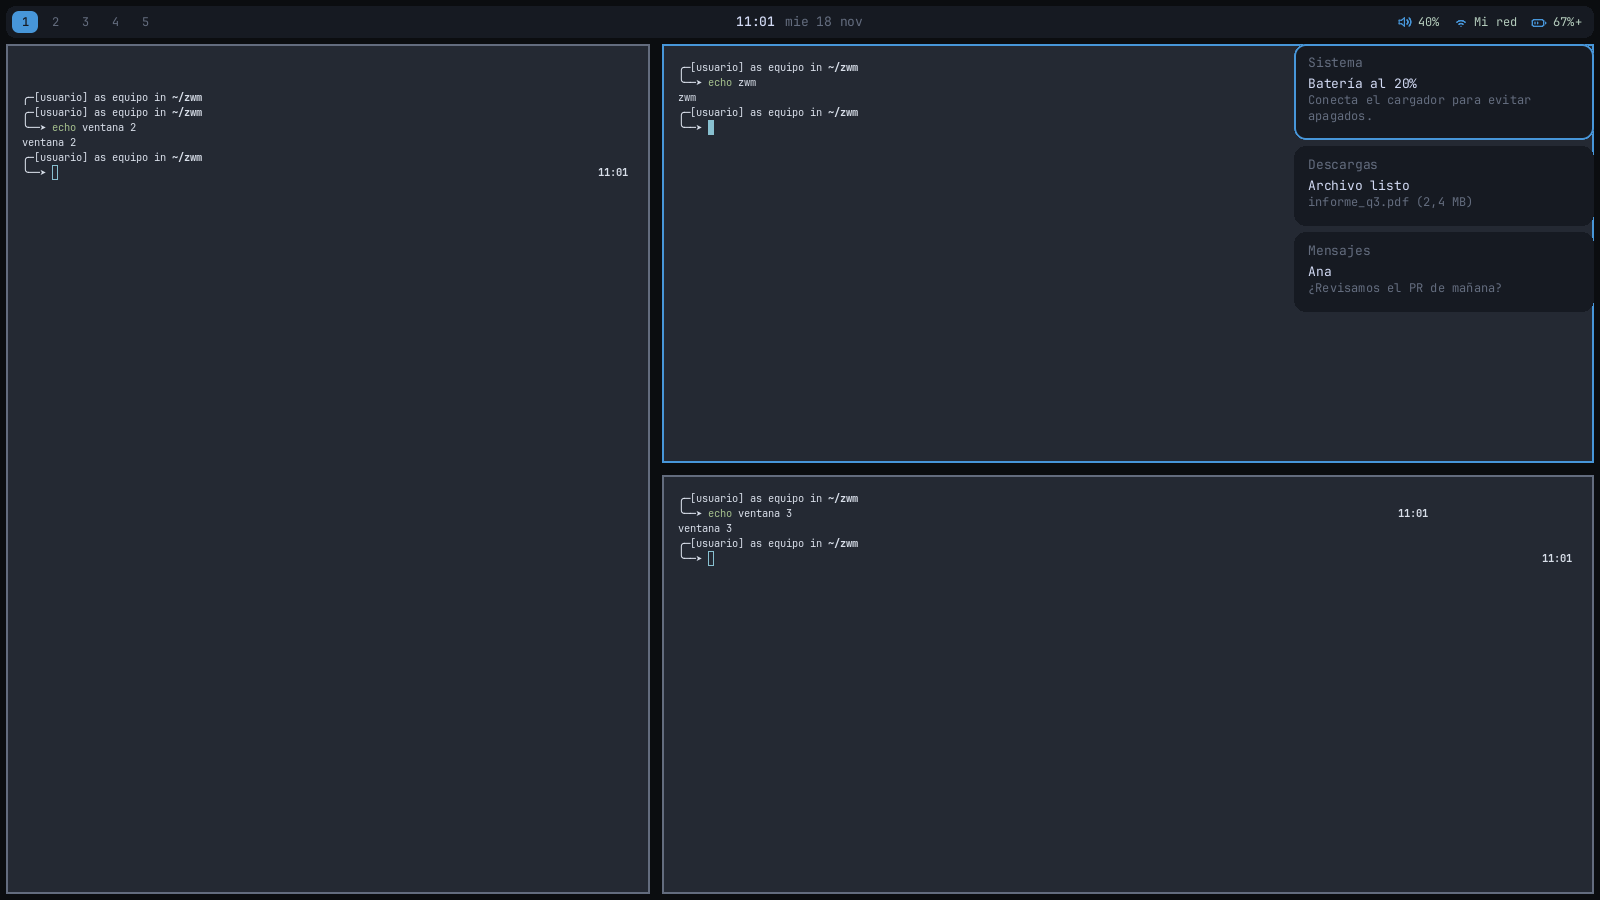 1 2 3 4 5
11:01 mie 18 nov
40% Mi red 67%+
╭─[usuario] as equipo in ~/zwm
╭─[usuario] as equipo in ~/zwm
╰──➤ echo ventana 2
ventana 2
╭─[usuario] as equipo in ~/zwm
╰──➤ 11:01
╭─[usuario] as equipo in ~/zwm
╰──➤ echo zwm
zwm
╭─[usuario] as equipo in ~/zwm
╰──➤
Sistema
Batería al 20%
Conecta el cargador para evitar
apagados.
Descargas
Archivo listo
informe_q3.pdf (2,4 MB)
Mensajes
Ana
¿Revisamos el PR de mañana?
╭─[usuario] as equipo in ~/zwm
╰──➤ echo ventana 3 11:01
ventana 3
╭─[usuario] as equipo in ~/zwm
╰──➤ 11:01